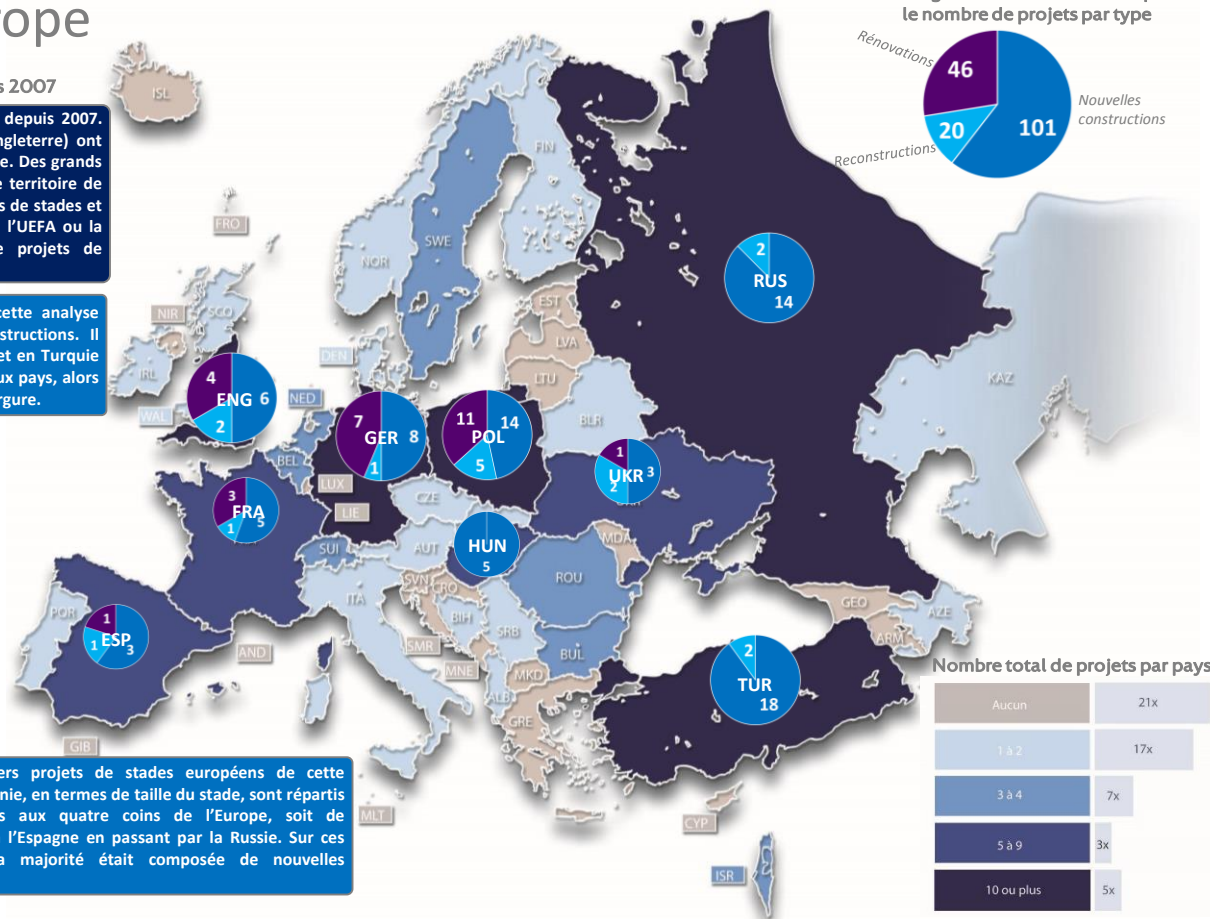 ope
s 2007
depuis 2007.
ngleterre) ont
e. Des grands
e territoire de
s de stades et
l'UEFA ou la
e projets de
cette analyse
structions. Il
et en Turquie
ux pays, alors
rgure.
le nombre de projets par type
Rénovations
46
Nouvelles
constructions
101
20
Reconstructions
ISL
FRO
FIN
SWE
NOR
2
RUS
14
NIR
SCO
EST
LVA
LTU
IRL
DEN
KAZ
4
ENG 6
2
WAL
NED
7
GER 8
1
11 14
POL
5
BLR
BEL
LUX
LIE
CZE
1
UKR 3
2
3
FRA
5
1
SUI
AUT
HUN
5
MDA
SVN
CRO
ROU
ITA
BIH
SRB
GEO
AZE
ARM
POR
1
ESP
1
3
AND
SMR
MNE
BUL
MKD
ALB
GRE
2
TUR
18
GIB
MLT
CYP
ISR
ers projets de stades européens de cette
nie, en termes de taille du stade, sont répartis
s aux quatre coins de l'Europe, soit de
l'Espagne en passant par la Russie. Sur ces
a majorité était composée de nouvelles
Nombre total de projets par pays
Aucun 21x
1 à 2 17x
3 à 4 7x
5 à 9 3x
10 ou plus 5x